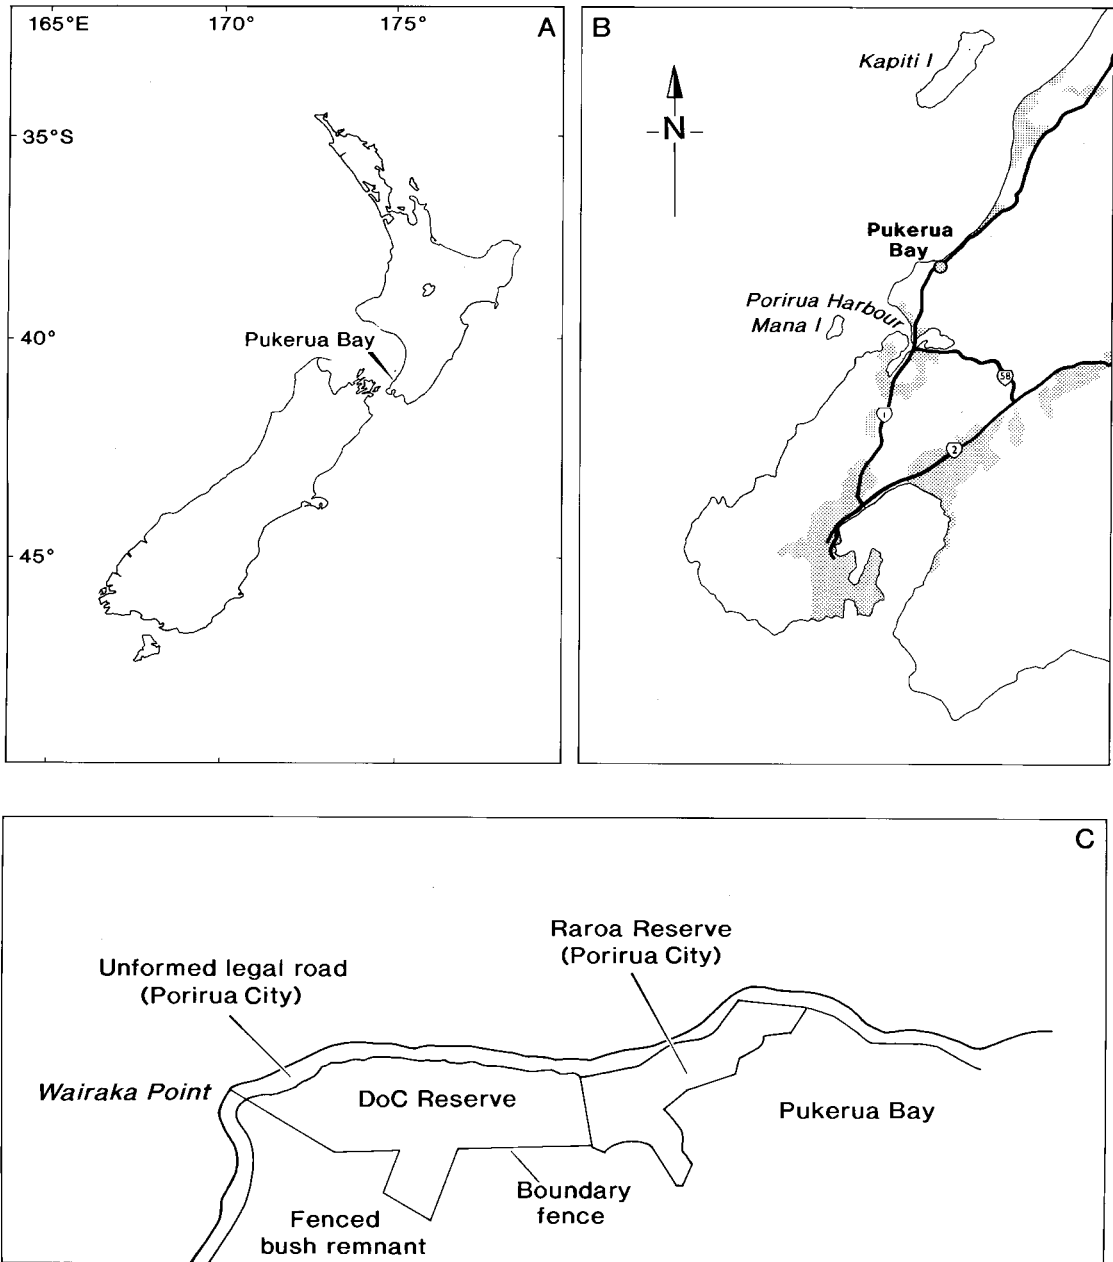 165°E
170°
175°
A
35°S
40°
Pukerua Bay
45°
B
Kapiti I
-N-
Pukerua
Bay
Porirua Harbour
Mana I
58
1
2
C
Raroa Reserve
(Porirua City)
Unformed legal road
(Porirua City)
Wairaka Point
DoC Reserve
Pukerua Bay
Boundary
fence
Fenced
bush remnant